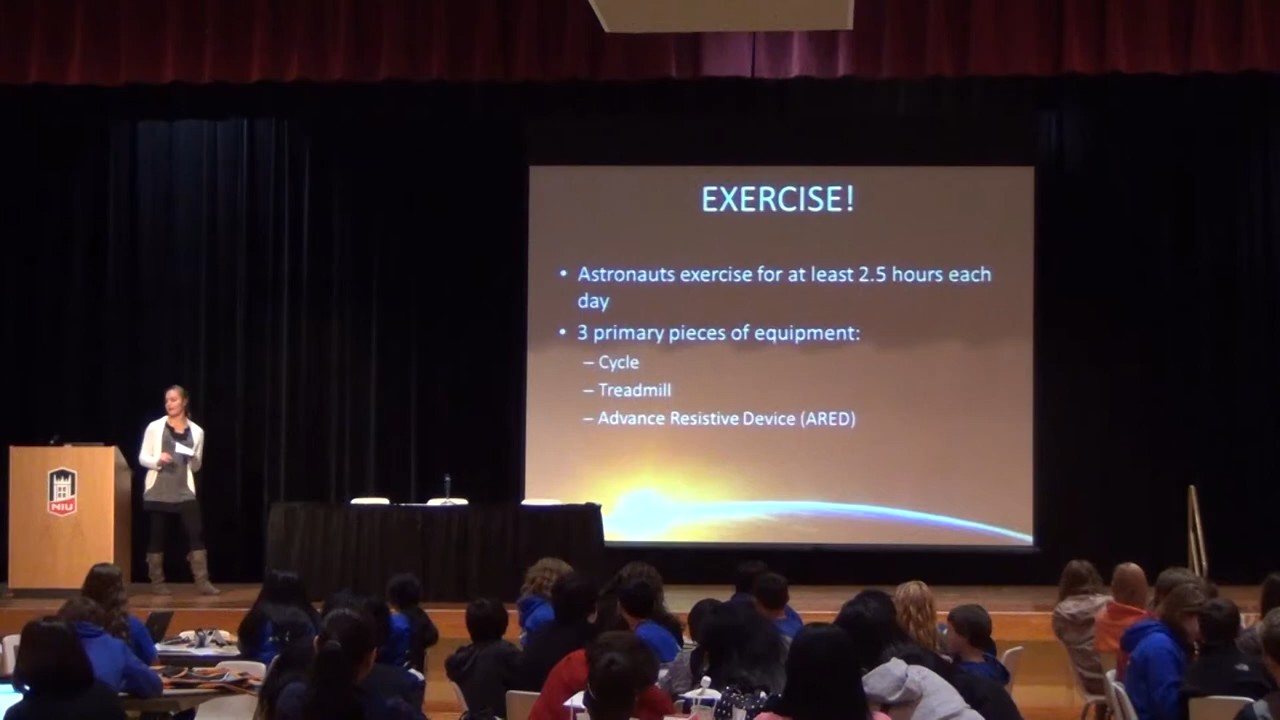 EXERCISE!
• Astronauts exercise for at least 2.5 hours each
day
• 3 primary pieces of equipment:
– Cycle
– Treadmill
– Advance Resistive Device (ARED)
NIU